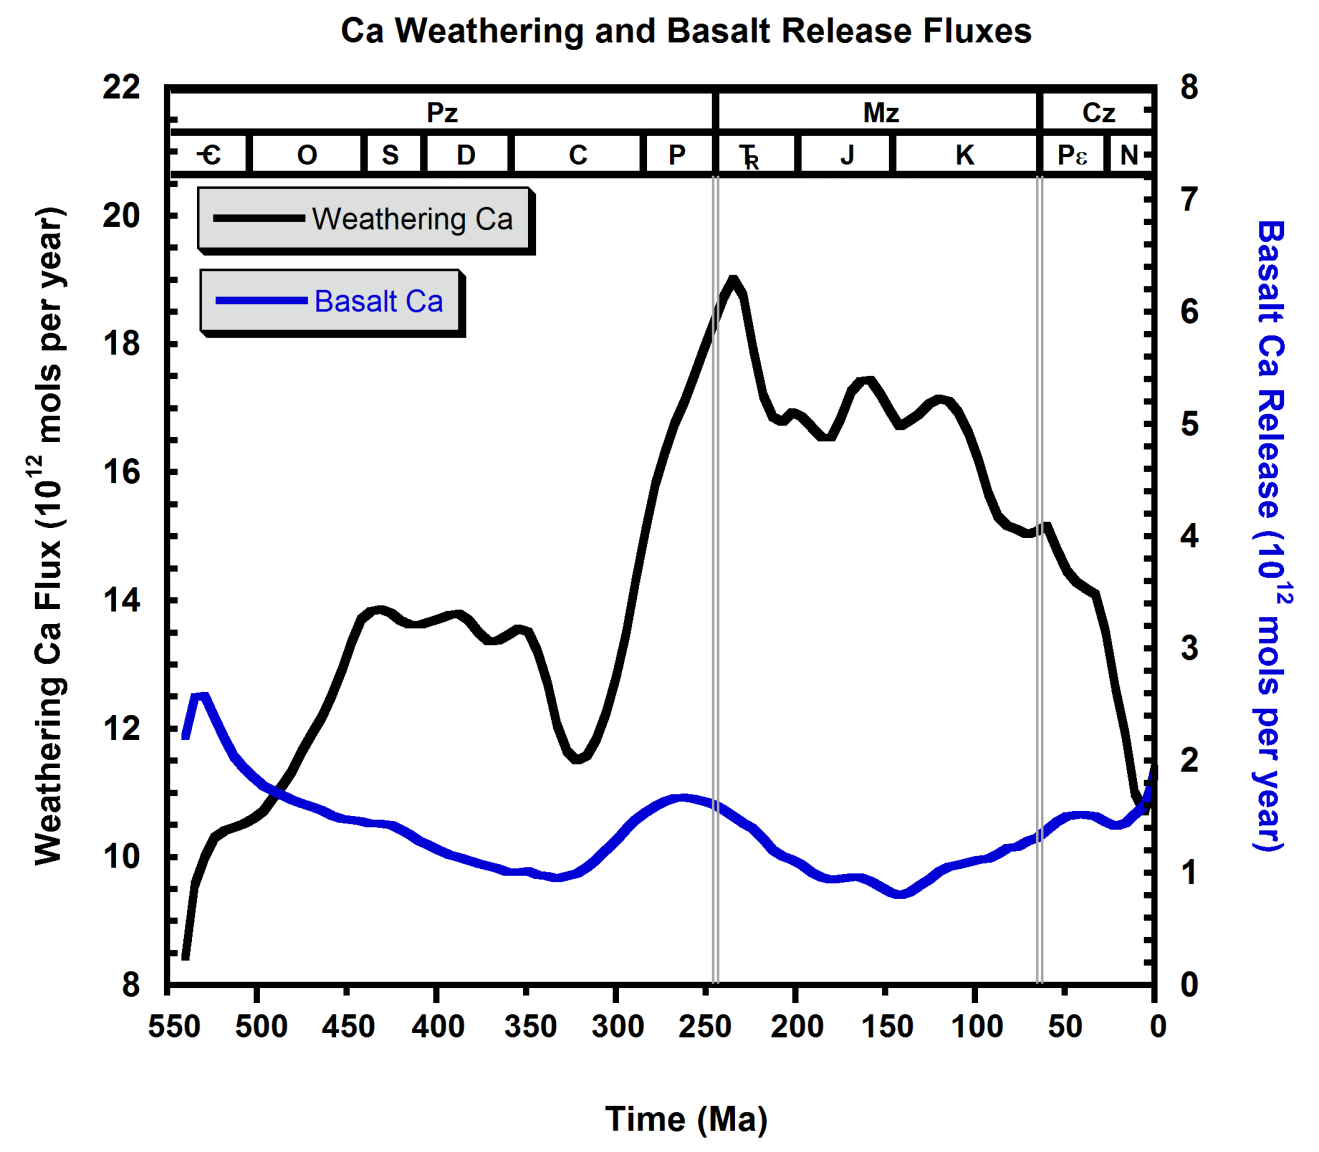 Ca Weathering and Basalt Release Fluxes
22 8
Pz Mz Cz
Ꞓ O S D C P TR J K Pε N
20 7
Weathering Ca
Basalt Ca
6
18
5
16
4
14
3
12
2
10
1
8 0
550 500 450 400 350 300 250 200 150 100 50 0
Time (Ma)
Weathering Ca Flux (10¹² mols per year)
Basalt Ca Release (10¹² mols per year)